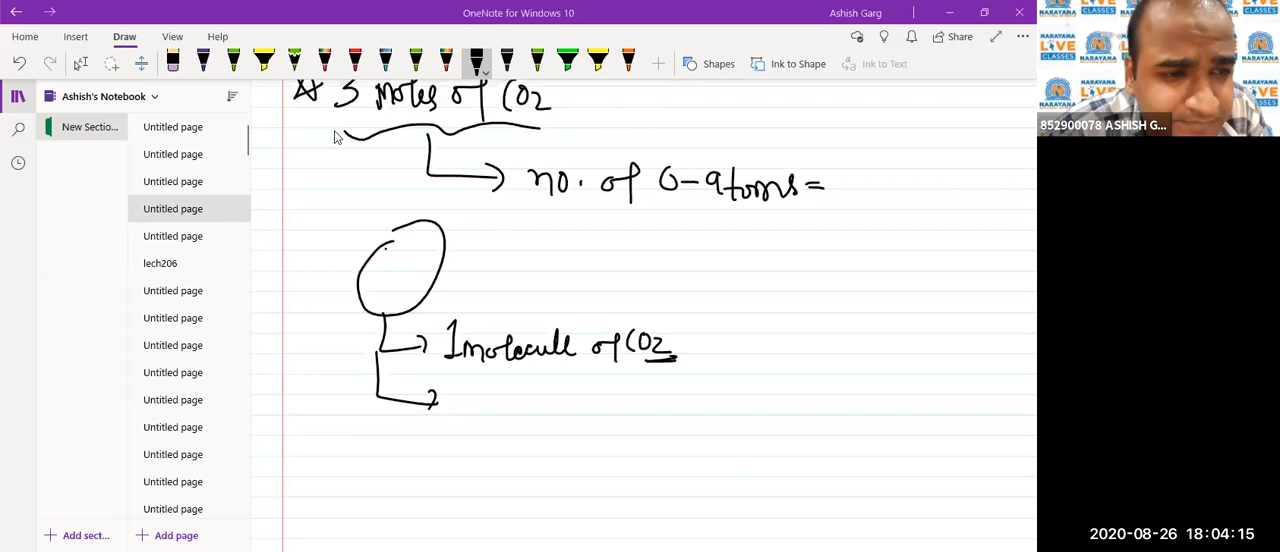 OneNote for Windows 10
Ashish Garg
Home Insert Draw View Help
Share
Shapes Ink to Shape Ink to Text
Ashish's Notebook
New Sectio...
Untitled page
Untitled page
Untitled page
Untitled page
Untitled page
lech206
Untitled page
Untitled page
Untitled page
Untitled page
Untitled page
Untitled page
Untitled page
Untitled page
Untitled page
Add sect...
Add page
3 moles of CO2
no. of O-atoms=
1 molecule of CO2
NARAYANA
LIVE
CLASSES
852900078 ASHISH G...
2020-08-26 18:04:15